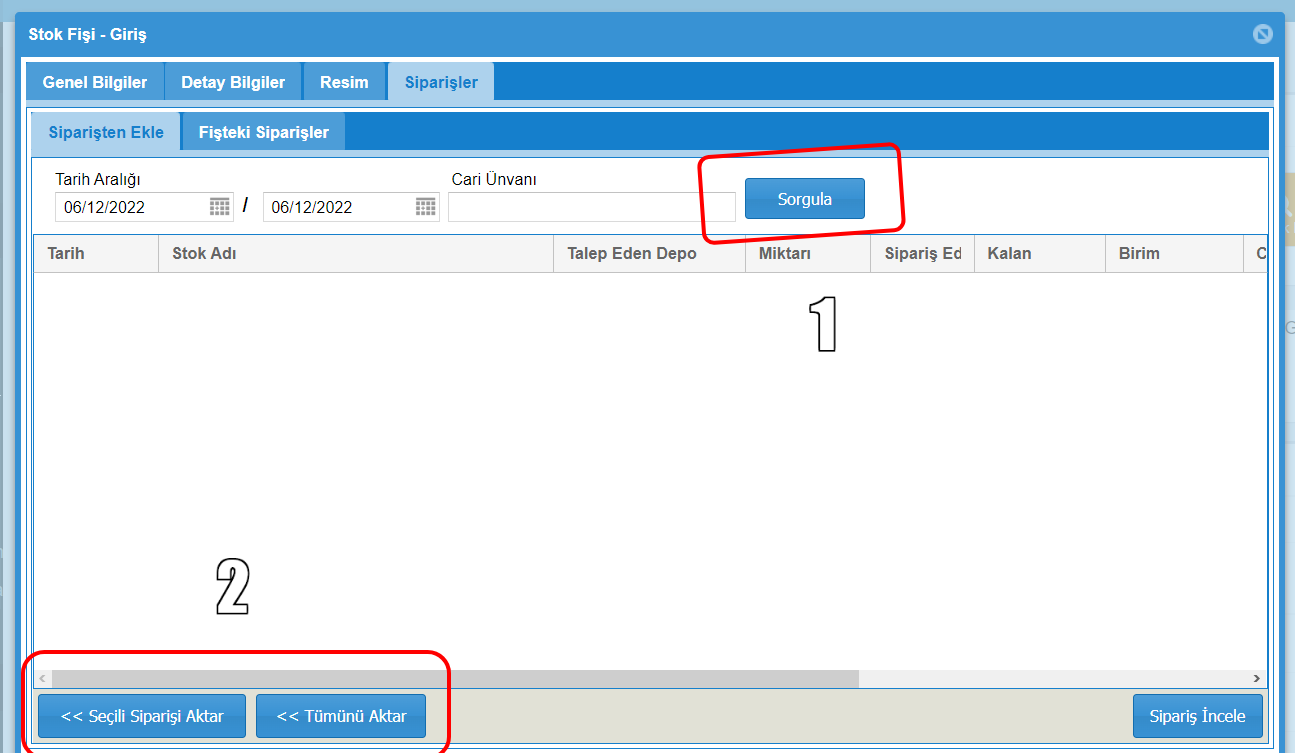 Stok Fişi - Giriş
Genel Bilgiler Detay Bilgiler Resim Siparişler
Siparişten Ekle Fişteki Siparişler
Tarih Aralığı Cari Ünvanı
06/12/2022 / 06/12/2022 Sorgula
Tarih Stok Adı Talep Eden Depo Miktarı Sipariş Ed Kalan Birim C
1
2
<< Seçili Siparişi Aktar << Tümünü Aktar Sipariş İncele